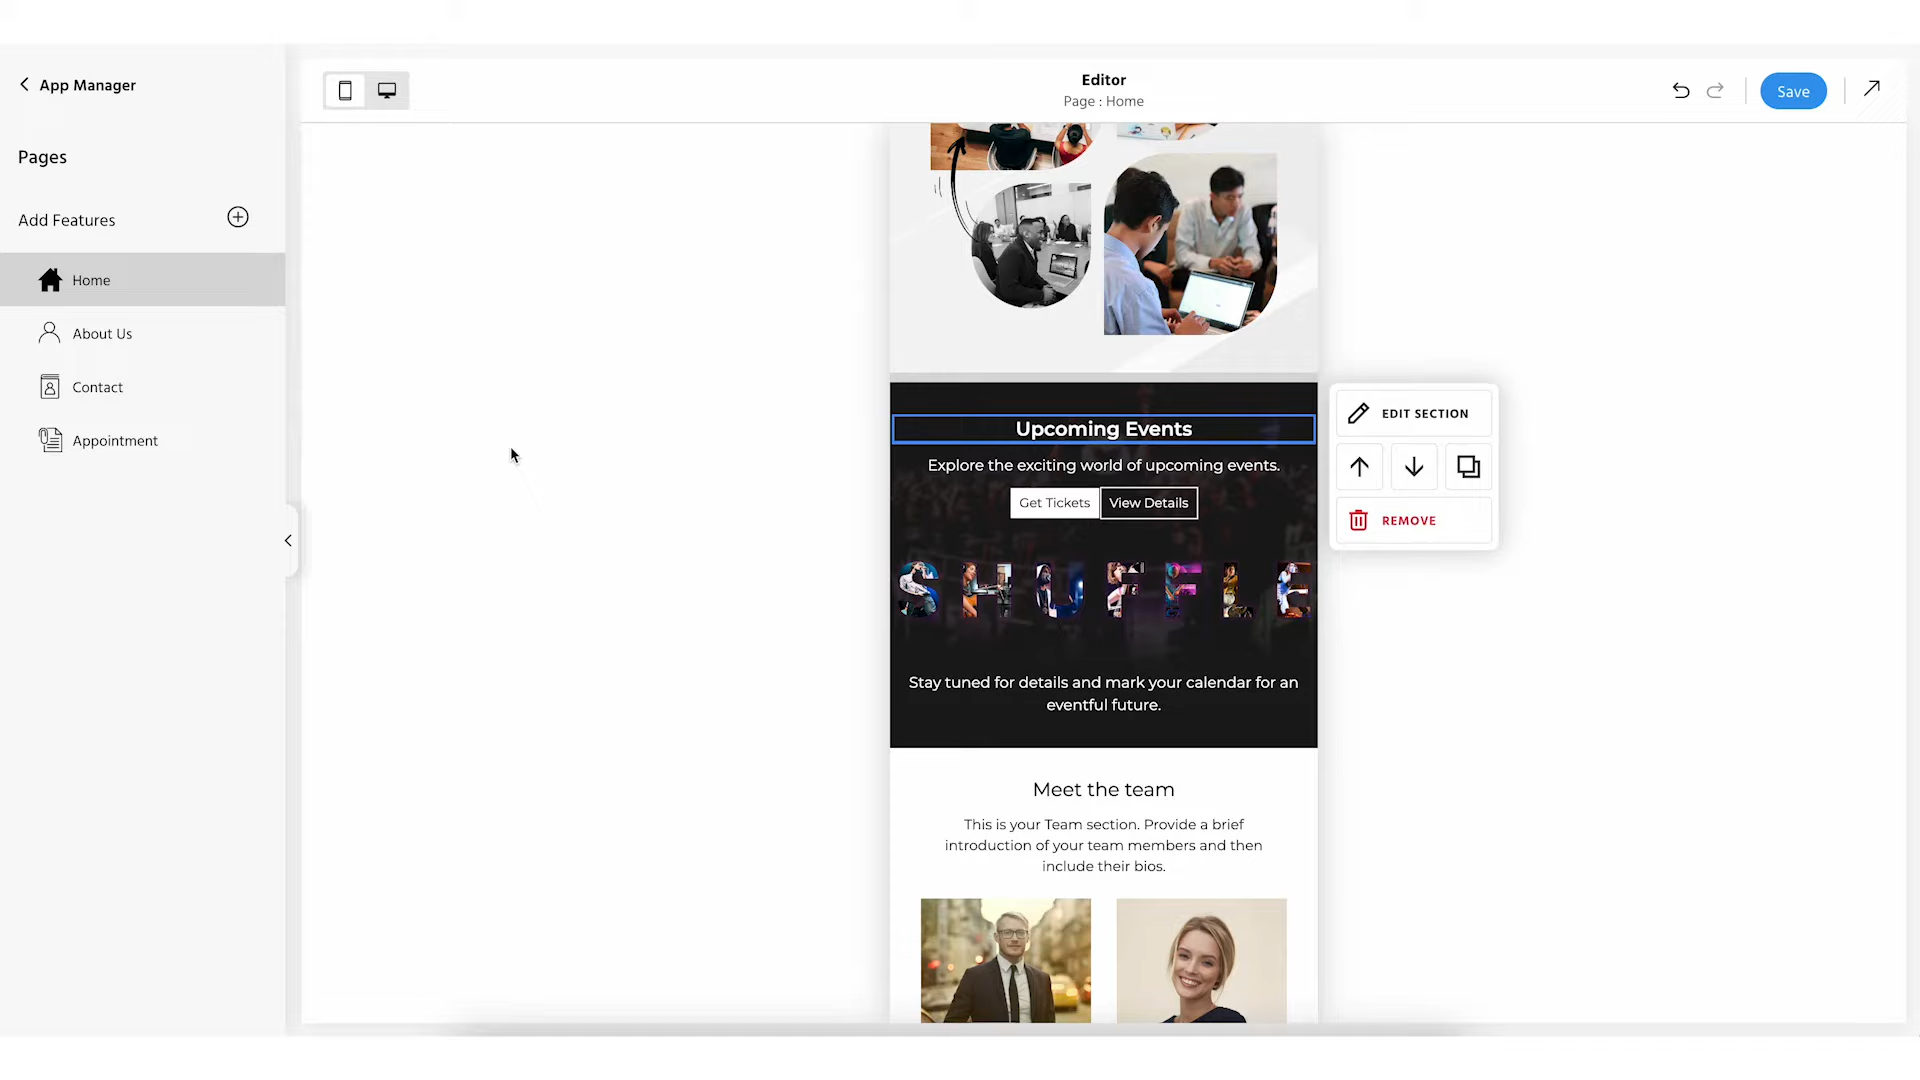 App Manager
Editor
Page : Home
Save
Pages
Add Features
Home
About Us
Contact
Appointment
Upcoming Events
Explore the exciting world of upcoming events.
Get Tickets
View Details
SHUFFLE
Stay tuned for details and mark your calendar for an
eventful future.
EDIT SECTION
REMOVE
Meet the team
This is your Team section. Provide a brief
introduction of your team members and then
include their bios.